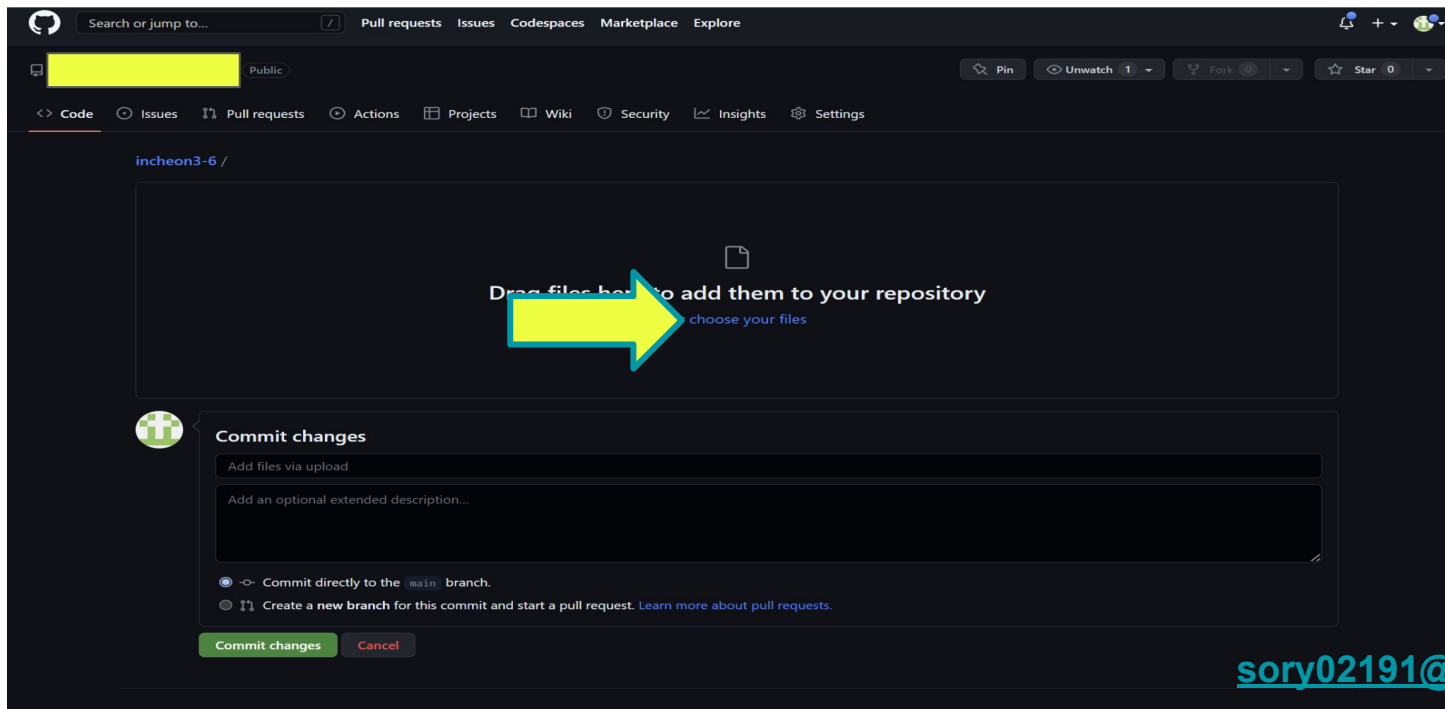 Search or jump to... / Pull requests Issues Codespaces Marketplace Explore
Public Pin Unwatch 1 Fork 0 Star 0
Code Issues Pull requests Actions Projects Wiki Security Insights Settings
incheon3-6 /
Drag files here to add them to your repository
choose your files
Commit changes
Add files via upload
Add an optional extended description...
Commit directly to the main branch.
Create a new branch for this commit and start a pull request. Learn more about pull requests.
Commit changes Cancel
sory02191@